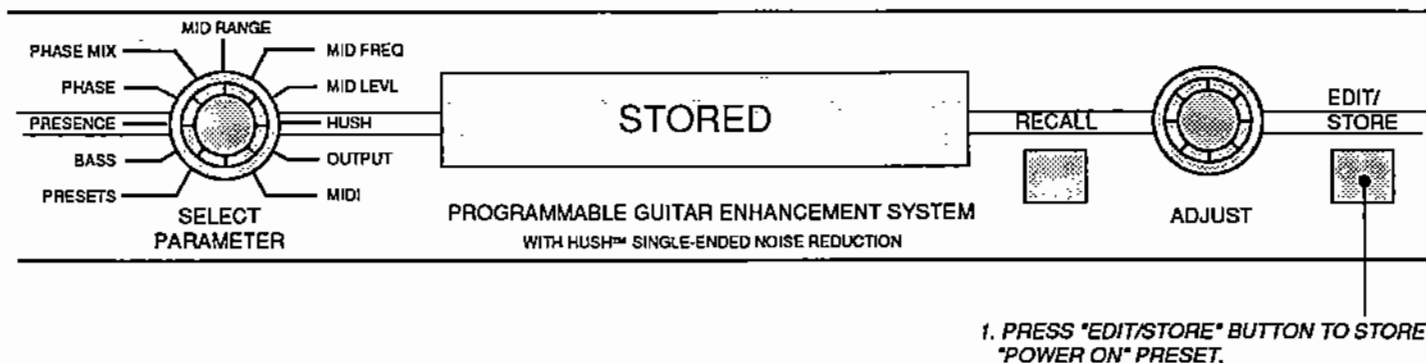 MID RANGE
PHASE MIX
MID FREQ
PHASE
MID LEVL
PRESENCE
HUSH
BASS
OUTPUT
PRESETS
MIDI
SELECT
PARAMETER
STORED
PROGRAMMABLE GUITAR ENHANCEMENT SYSTEM
WITH HUSH™ SINGLE-ENDED NOISE REDUCTION
RECALL
ADJUST
EDIT/
STORE
1. PRESS "EDIT/STORE" BUTTON TO STORE
"POWER ON" PRESET.